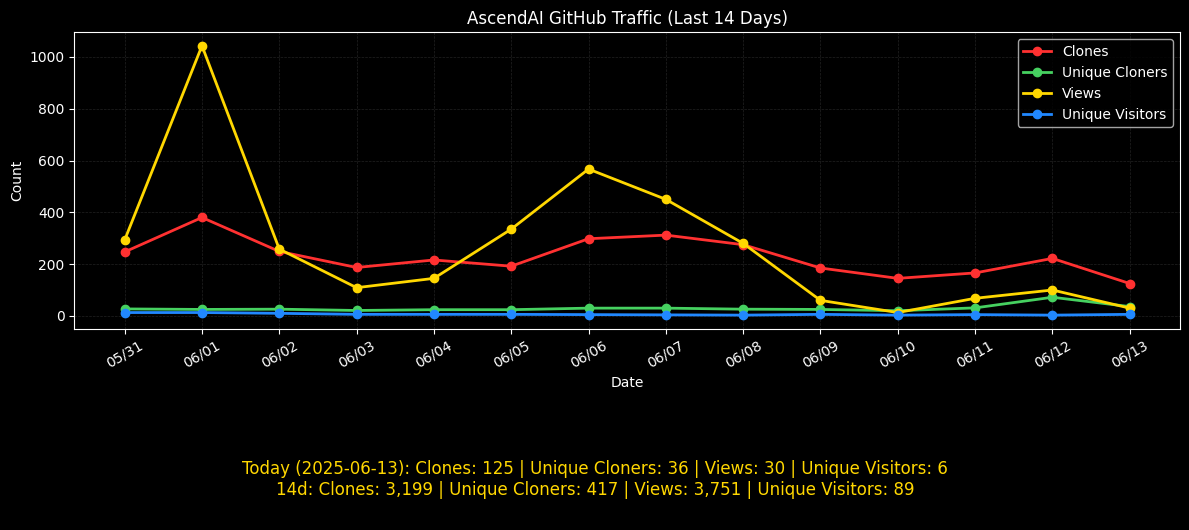 AscendAI GitHub Traffic (Last 14 Days)
Clones
Unique Cloners
Views
Unique Visitors
Count
1000
800
600
400
200
0
05/31 06/01 06/02 06/03 06/04 06/05 06/06 06/07 06/08 06/09 06/10 06/11 06/12 06/13
Date
Today (2025-06-13): Clones: 125 | Unique Cloners: 36 | Views: 30 | Unique Visitors: 6
14d: Clones: 3,199 | Unique Cloners: 417 | Views: 3,751 | Unique Visitors: 89